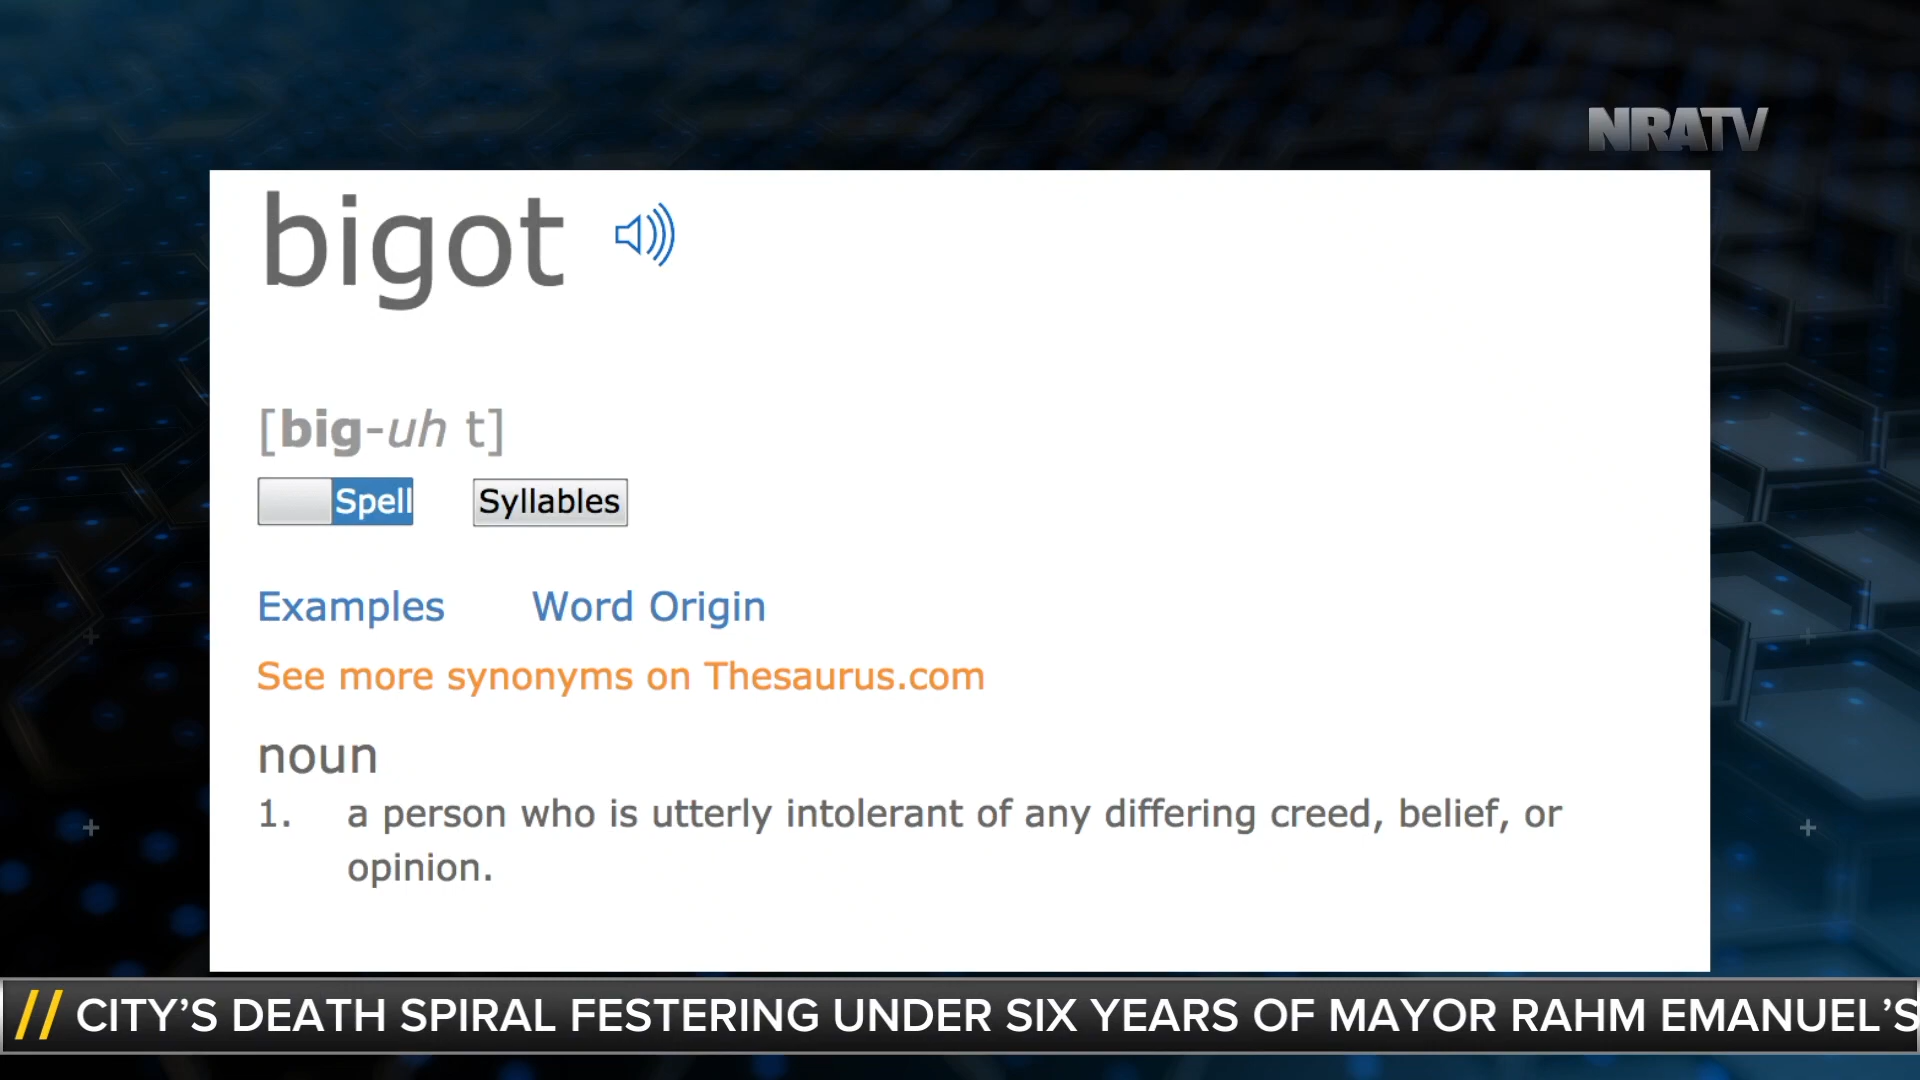 NRATV
bigot
[big-uh t]
Spell Syllables
Examples Word Origin
See more synonyms on Thesaurus.com
noun
1. a person who is utterly intolerant of any differing creed, belief, or
opinion.
// CITY’S DEATH SPIRAL FESTERING UNDER SIX YEARS OF MAYOR RAHM EMANUEL’S